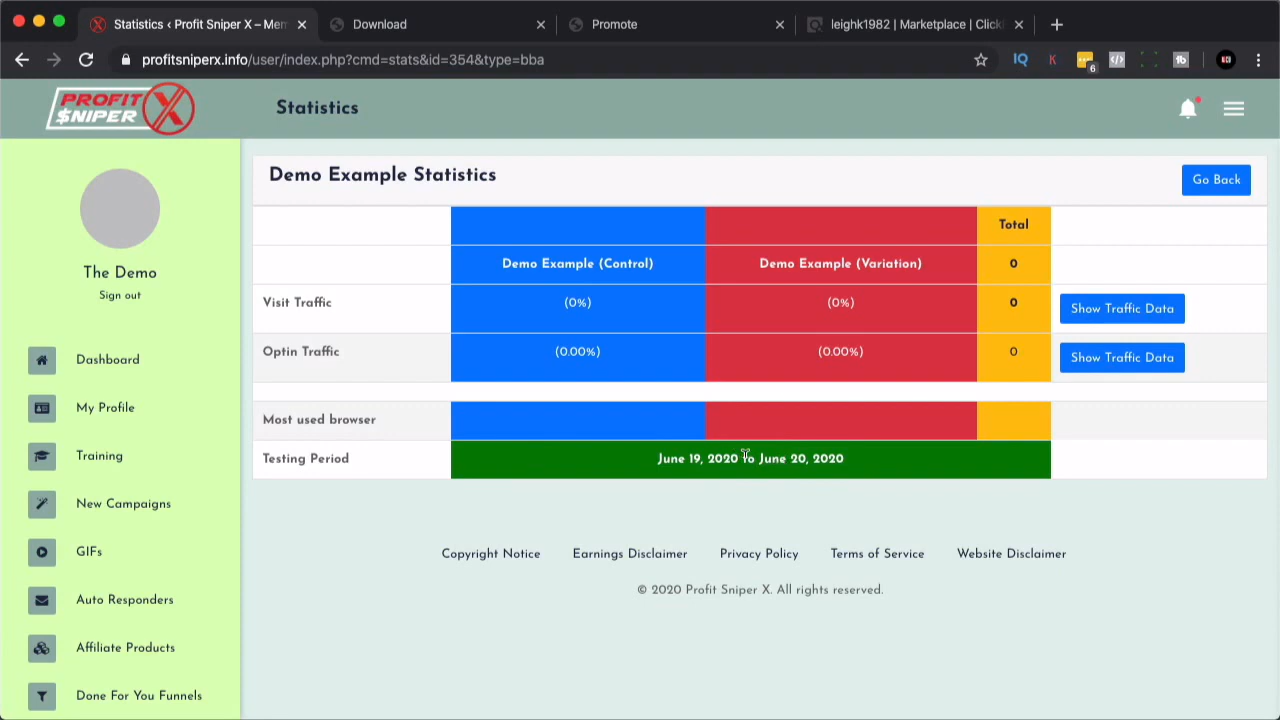 Statistics ‹ Profit Sniper X – Mem
Download
Promote
leighk1982 | Marketplace | Click
profitsniperx.info/user/index.php?cmd=stats&id=354&type=bba
IQ
K
6
tb
PROFIT
$NIPER X
Statistics
The Demo
Sign out
Dashboard
My Profile
Training
New Campaigns
GIFs
Auto Responders
Affiliate Products
Done For You Funnels
Demo Example Statistics
Go Back
Total
Demo Example (Control) Demo Example (Variation) 0
Visit Traffic (0%) (0%) 0 Show Traffic Data
Optin Traffic (0.00%) (0.00%) 0 Show Traffic Data
Most used browser
Testing Period June 19, 2020 to June 20, 2020
Copyright Notice Earnings Disclaimer Privacy Policy Terms of Service Website Disclaimer
© 2020 Profit Sniper X. All rights reserved.